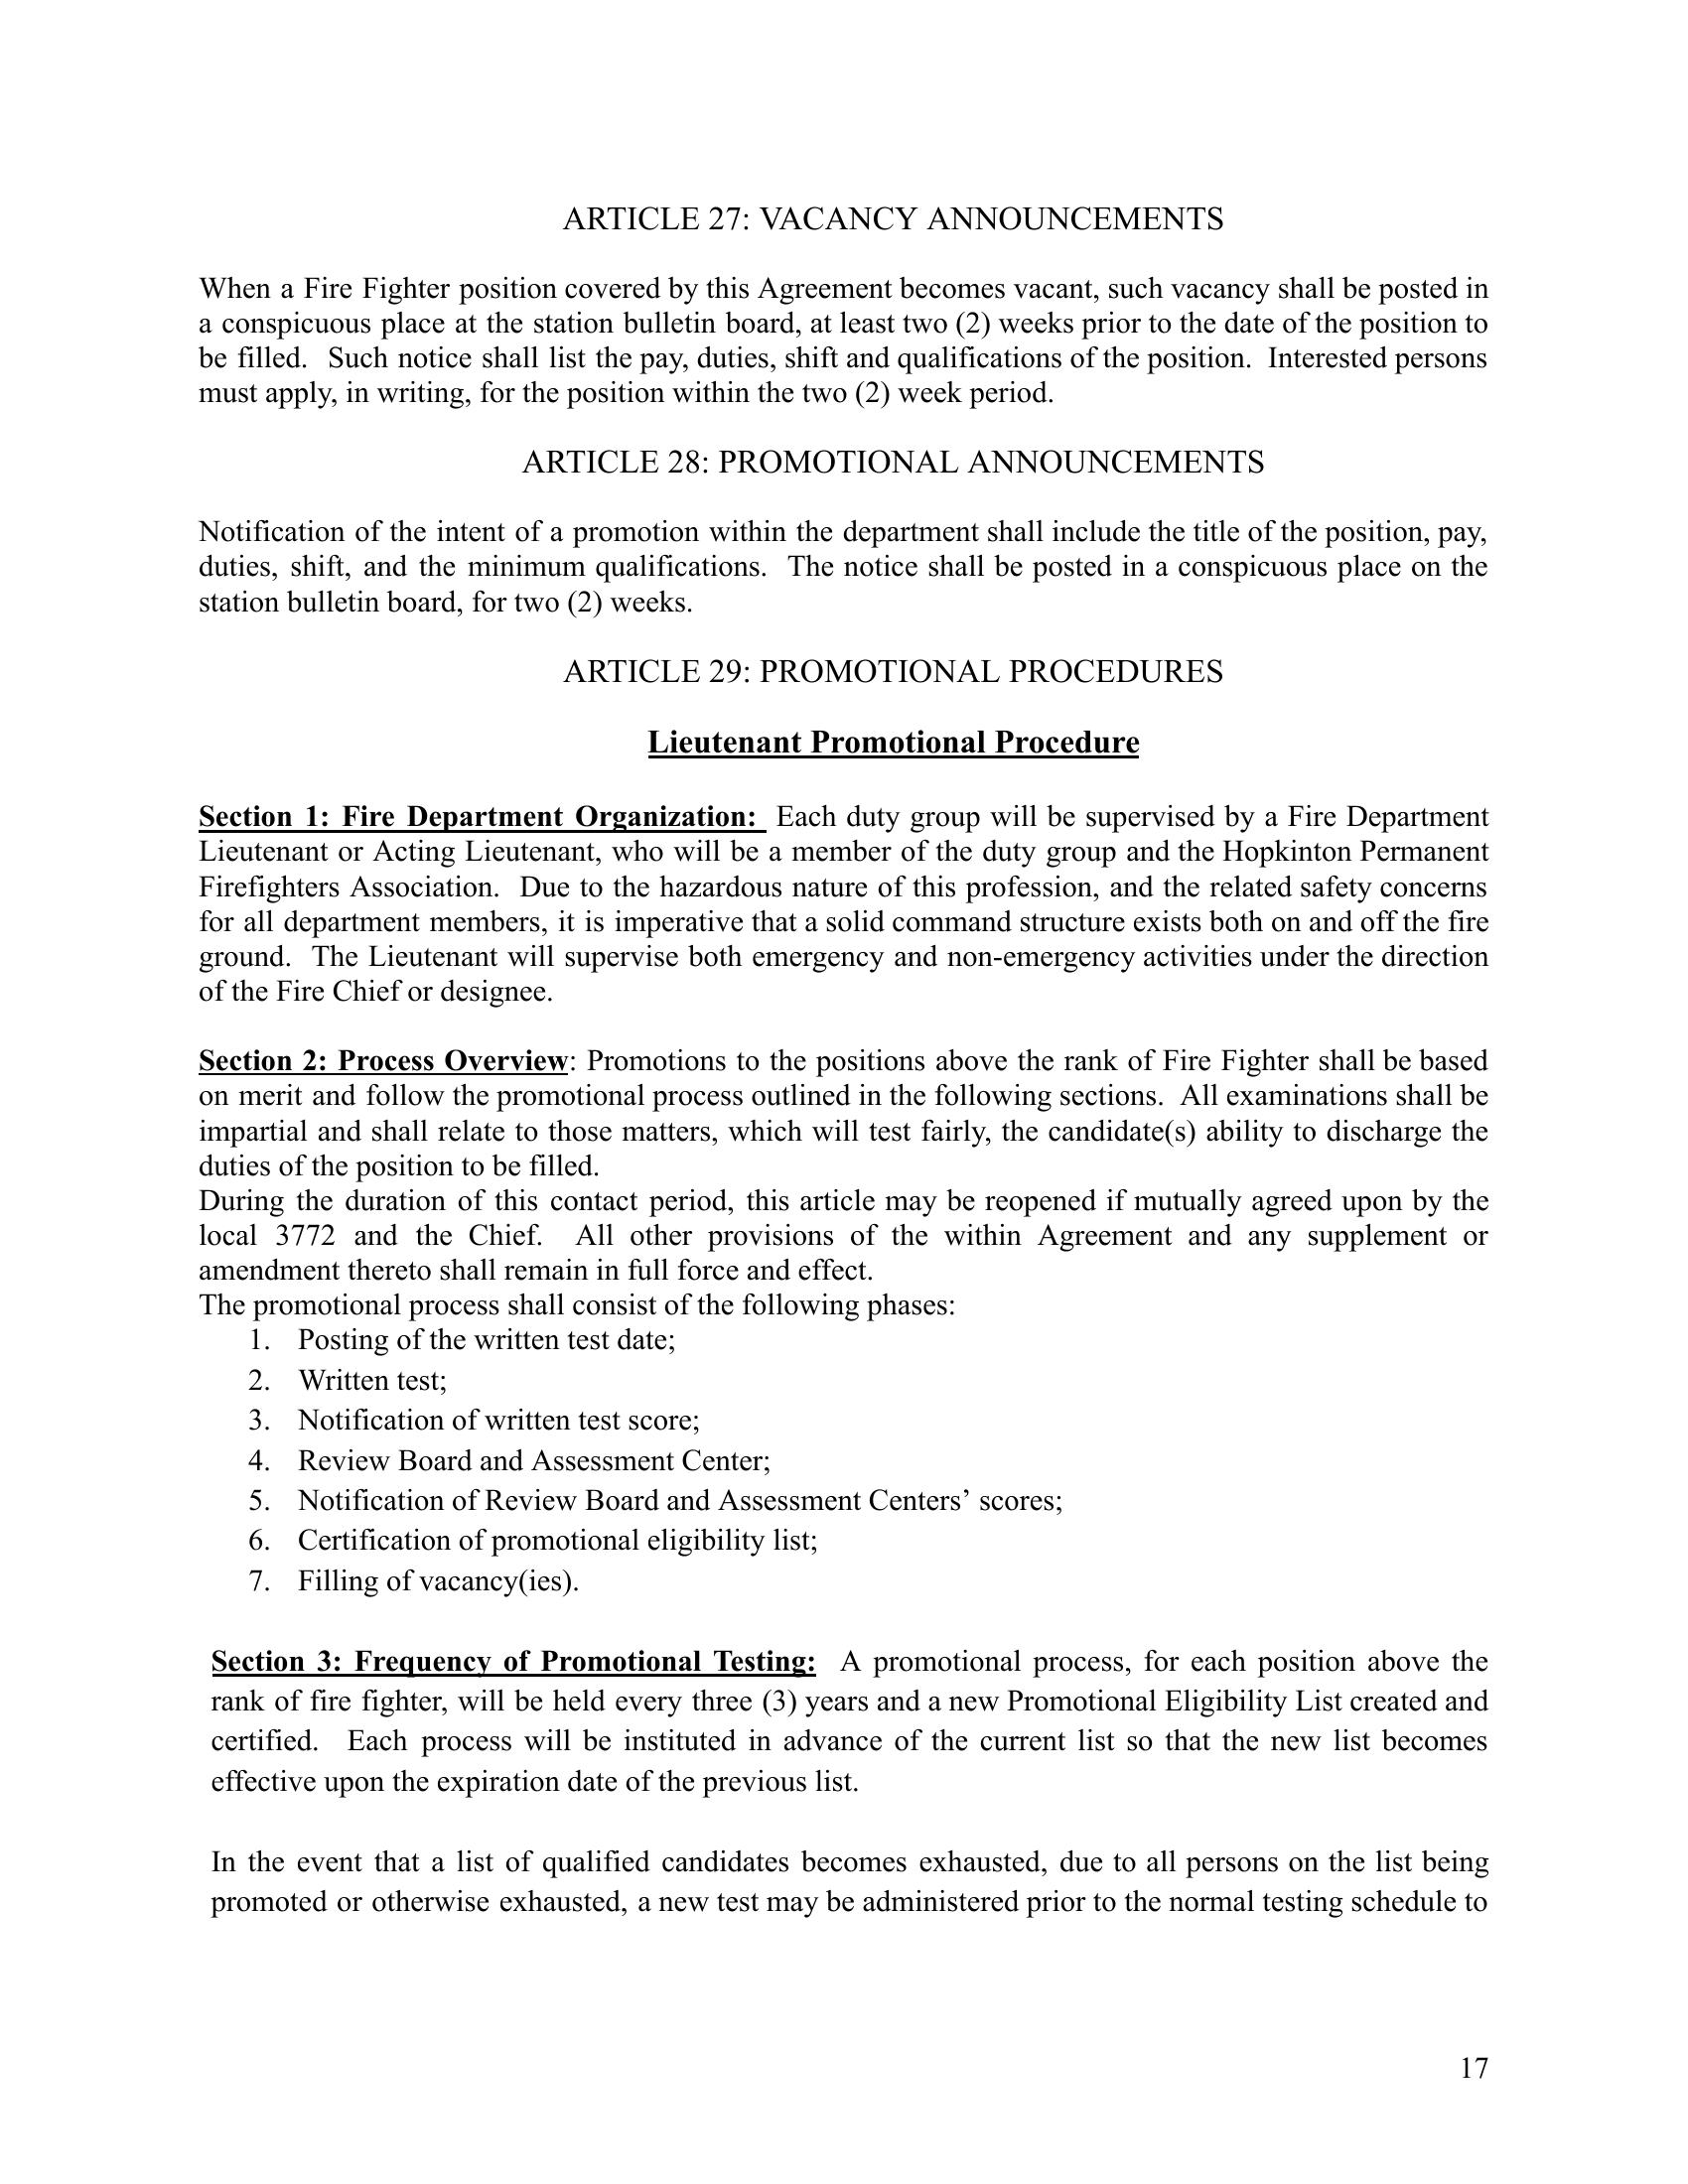 ARTICLE 27: VACANCY ANNOUNCEMENTS
When a Fire Fighter position covered by this Agreement becomes vacant, such vacancy shall be posted in
a conspicuous place at the station bulletin board, at least two (2) weeks prior to the date of the position to
be filled.  Such notice shall list the pay, duties, shift and qualifications of the position.  Interested persons
must apply, in writing, for the position within the two (2) week period.
ARTICLE 28: PROMOTIONAL ANNOUNCEMENTS
Notification of the intent of a promotion within the department shall include the title of the position, pay,
duties, shift, and the minimum qualifications.  The notice shall be posted in a conspicuous place on the
station bulletin board, for two (2) weeks.
ARTICLE 29: PROMOTIONAL PROCEDURES
Lieutenant Promotional Procedure
Section 1: Fire Department Organization:  Each duty group will be supervised by a Fire Department
Lieutenant or Acting Lieutenant, who will be a member of the duty group and the Hopkinton Permanent
Firefighters Association.  Due to the hazardous nature of this profession, and the related safety concerns
for all department members, it is imperative that a solid command structure exists both on and off the fire
ground.  The Lieutenant will supervise both emergency and non-emergency activities under the direction
of the Fire Chief or designee.
Section 2: Process Overview: Promotions to the positions above the rank of Fire Fighter shall be based
on merit and follow the promotional process outlined in the following sections.  All examinations shall be
impartial and shall relate to those matters, which will test fairly, the candidate(s) ability to discharge the
duties of the position to be filled.
During the duration of this contact period, this article may be reopened if mutually agreed upon by the
local 3772 and the Chief.  All other provisions of the within Agreement and any supplement or
amendment thereto shall remain in full force and effect.
The promotional process shall consist of the following phases:
1. Posting of the written test date;
2. Written test;
3. Notification of written test score;
4. Review Board and Assessment Center;
5. Notification of Review Board and Assessment Centers’ scores;
6. Certification of promotional eligibility list;
7. Filling of vacancy(ies).
Section 3: Frequency of Promotional Testing:  A promotional process, for each position above the
rank of fire fighter, will be held every three (3) years and a new Promotional Eligibility List created and
certified.  Each process will be instituted in advance of the current list so that the new list becomes
effective upon the expiration date of the previous list.
In the event that a list of qualified candidates becomes exhausted, due to all persons on the list being
promoted or otherwise exhausted, a new test may be administered prior to the normal testing schedule to
17